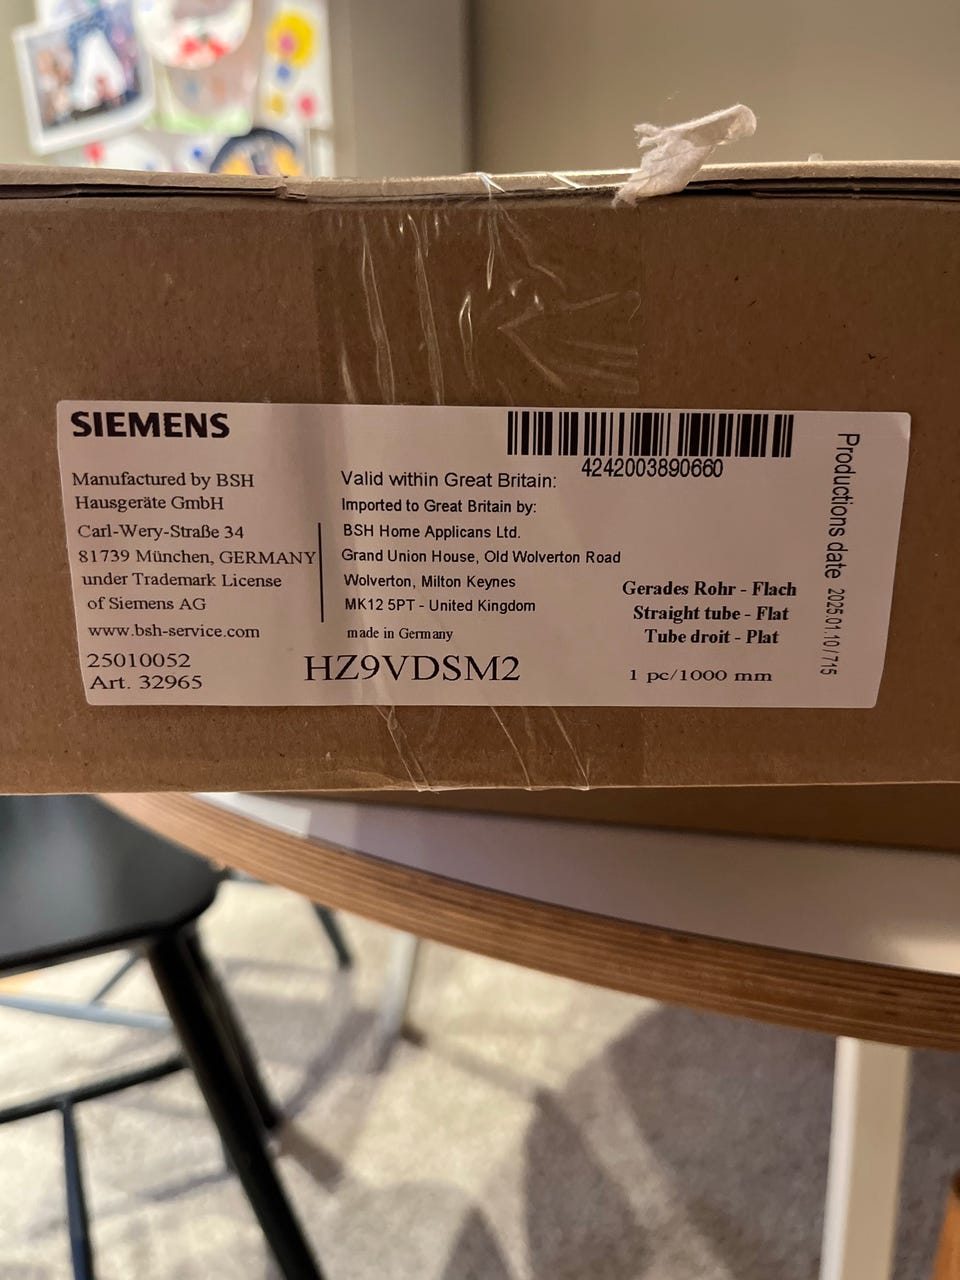 SIEMENS
Manufactured by BSH
Hausgeräte GmbH
Carl-Wery-Straße 34
81739 München, GERMANY
under Trademark License
of Siemens AG
www.bsh-service.com
25010052
Art. 32965
Valid within Great Britain:
Imported to Great Britain by:
BSH Home Applicans Ltd.
Grand Union House, Old Wolverton Road
Wolverton, Milton Keynes
MK12 5PT - United Kingdom
made in Germany
HZ9VDSM2
4242003890660
Gerades Rohr - Flach
Straight tube - Flat
Tube droit - Plat
1 pc/1000 mm
Productions date 2025.01.10/715